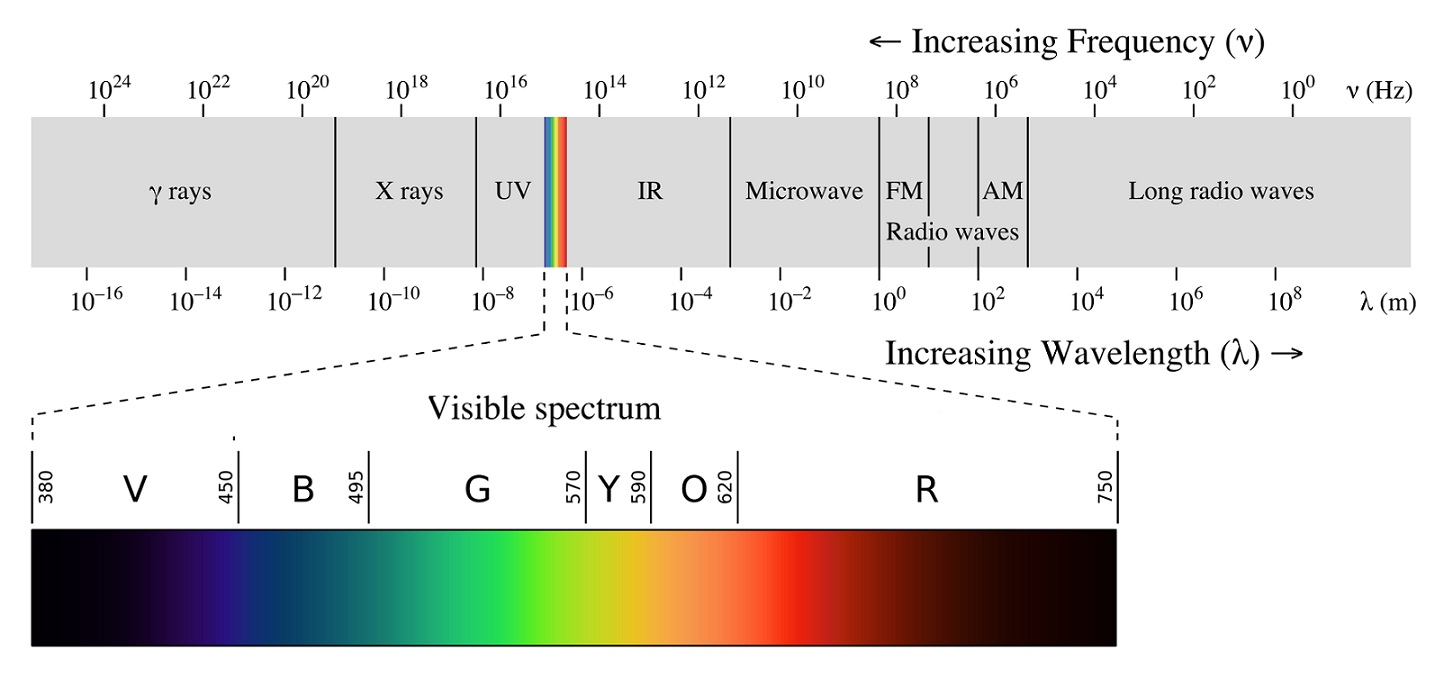 ← Increasing Frequency (ν)
10²⁴ 10²² 10²⁰ 10¹⁸ 10¹⁶ 10¹⁴ 10¹² 10¹⁰ 10⁸ 10⁶ 10⁴ 10² 10⁰ ν (Hz)
γ rays X rays UV IR Microwave FM AM Long radio waves
Radio waves
10⁻¹⁶ 10⁻¹⁴ 10⁻¹² 10⁻¹⁰ 10⁻⁸ 10⁻⁶ 10⁻⁴ 10⁻² 10⁰ 10² 10⁴ 10⁶ 10⁸ λ (m)
Increasing Wavelength (λ) →
Visible spectrum
380 V 450 B 495 G 570 Y 590 O 620 R 750